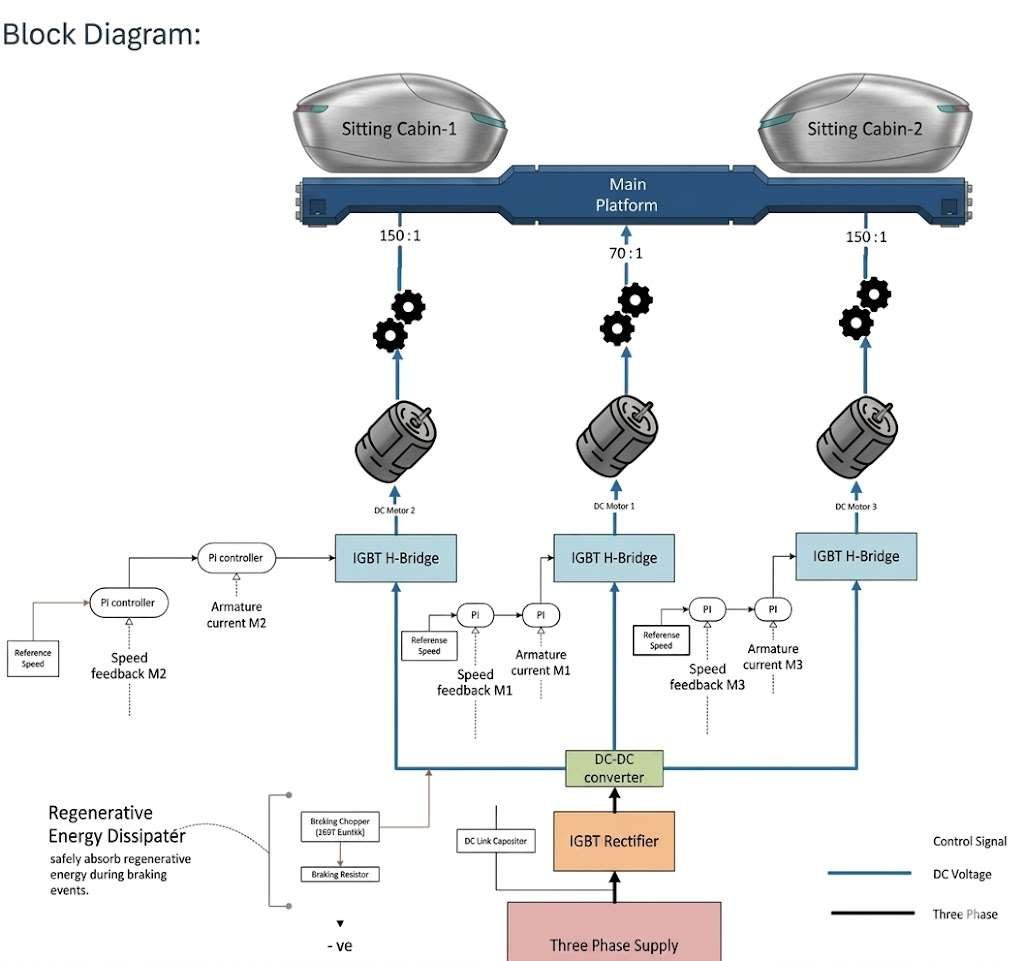 Block Diagram:
Sitting Cabin-1
Sitting Cabin-2
Main
Platform
150:1
70:1
150:1
DC Motor 2
DC Motor 1
DC Motor 3
IGBT H-Bridge
IGBT H-Bridge
IGBT H-Bridge
Pi controller
Armature
current M2
Pi controller
Reference
Speed
Speed
feedback M2
PI
PI
Referense
Speed
Speed
feedback M1
Armature
current M1
PI
PI
Referense
Speed
Speed
feedback M3
Armature
current M3
DC-DC
converter
Regenerative
Energy Dissipater
safely absorb regenerative
energy during braking
events.
Chopper
Braking Resistor
- ve
DC Link Capositor
IGBT Rectifier
Three Phase Supply
Control Signal
DC Voltage
Three Phase